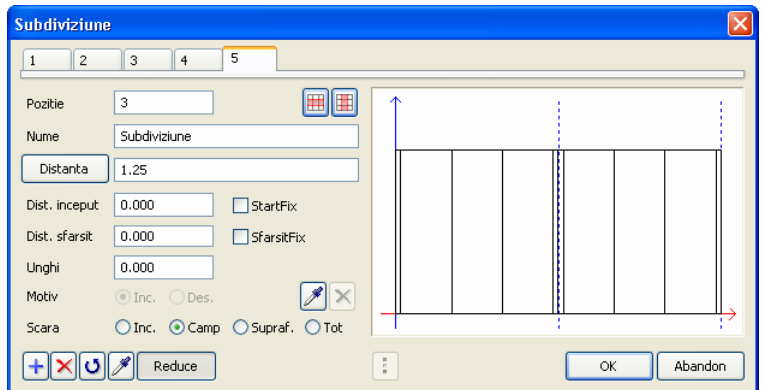 Subdiviziune
1 2 3 4 5
Pozitie 3
Nume Subdiviziune
Distanta 1.25
Dist. inceput 0.000 StartFix
Dist. sfarsit 0.000 SfarsitFix
Unghi 0.000
Motiv Inc. Des.
Scara Inc. Camp Supraf. Tot
Reduce OK Abandon